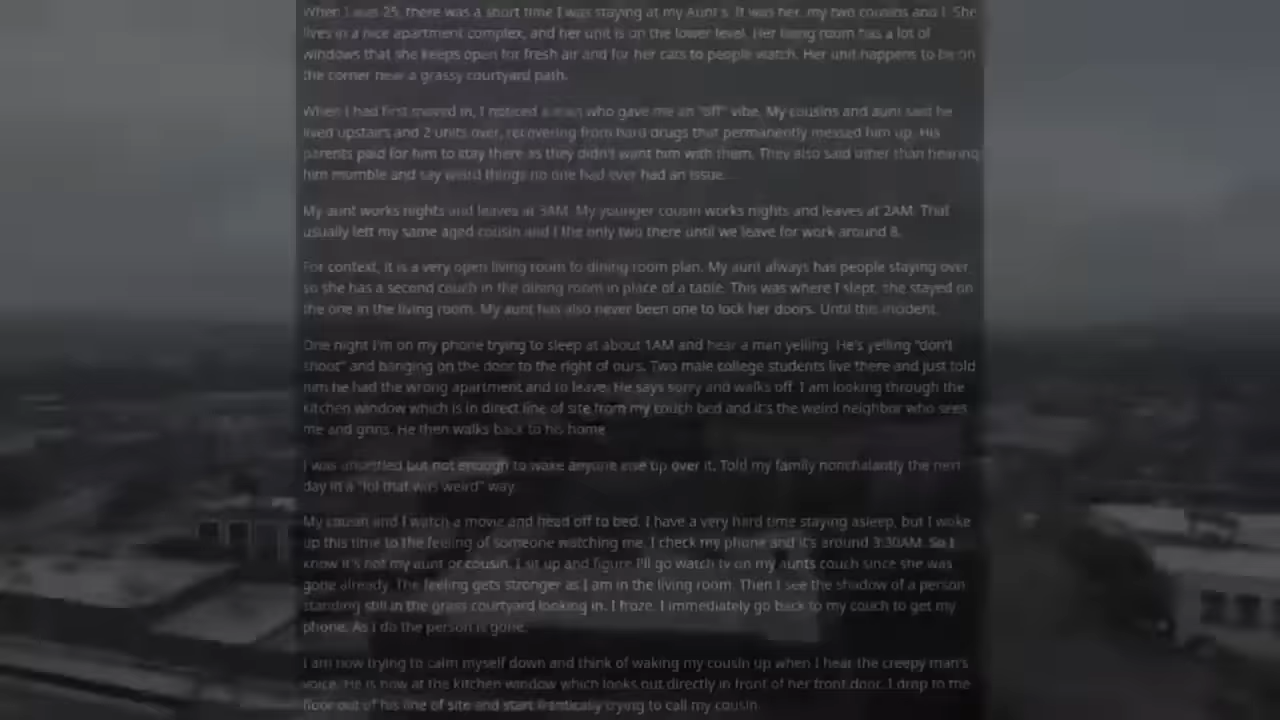 When I was 25, there was a short time I was staying at my Aunt's. It was her, my two cousins and I. She
lives in a nice apartment complex, and her unit is on the lower level. Her living room has a lot of
windows that she keeps open for fresh air and for her cats to people watch. Her unit happens to be on
the corner near a grassy courtyard path.
When I had first moved in, I noticed a man who gave me an "off" vibe. My cousins and aunt said he
lived upstairs and 2 units over, recovering from hard drugs that permanently messed him up. His
parents paid for him to stay there as they didn't want him with them. They also said other than hearing
him mumble and say weird things no one had ever had an issue.
My aunt works nights and leaves at 3AM. My younger cousin works nights and leaves at 2AM. That
usually left my same aged cousin and I the only two there until we leave for work around 8.
For context, it is a very open living room to dining room plan. My aunt always has people staying over,
so she has a second couch in the dining room in place of a table. This was where I slept, she stayed on
the one in the living room. My aunt has also never been one to lock her doors. Until this incident.
One night I'm on my phone trying to sleep at about 1AM and hear a man yelling. He's yelling "don't
shoot" and banging on the door to the right of ours. Two male college students live there and just told
him he had the wrong apartment and to leave. He says sorry and walks off. I am looking through the
kitchen window which is in direct line of site from my couch bed and it's the weird neighbor who sees
me and grins. He then walks back to his home
I was unsettled but not enough to wake anyone else up over it. Told my family nonchalantly the next
day in a "lol that was weird" way.
My cousin and I watch a movie and head off to bed. I have a very hard time staying asleep, but I woke
up this time to the feeling of someone watching me. I check my phone and it's around 3:30AM. So I
know it's not my aunt or cousin. I sit up and figure I'll go watch tv on my aunts couch since she was
gone already. The feeling gets stronger as I am in the living room. Then I see the shadow of a person
standing still in the grass courtyard looking in. I froze. I immediately go back to my couch to get my
phone. As I do the person is gone.
I am now trying to calm myself down and think of waking my cousin up when I hear the creepy man's
voice. He is now at the kitchen window which looks out directly in front of her front door. I drop to the
floor out of his line of site and start frantically trying to call my cousin.